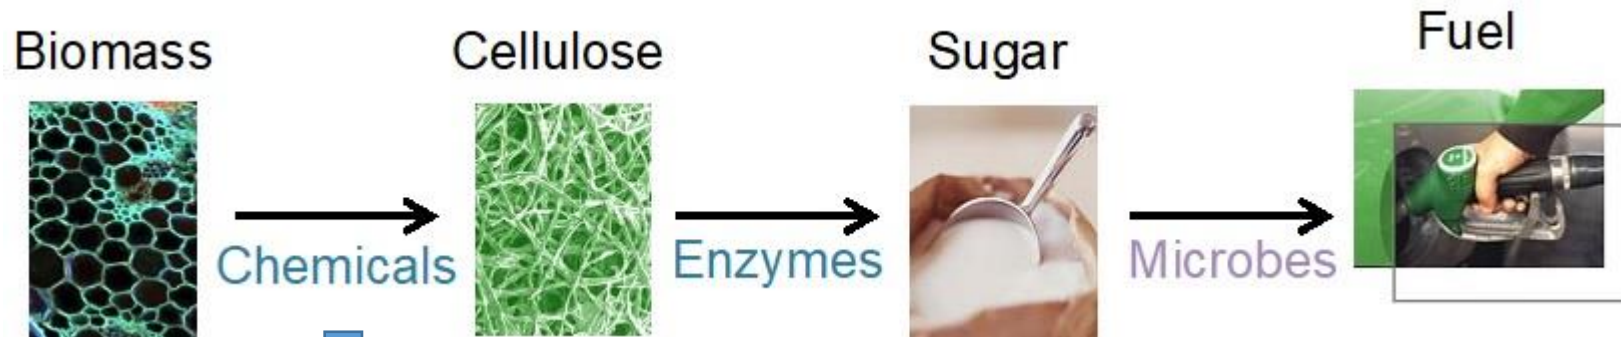 Biomass
Cellulose
Sugar
Fuel
Chemicals
Enzymes
Microbes